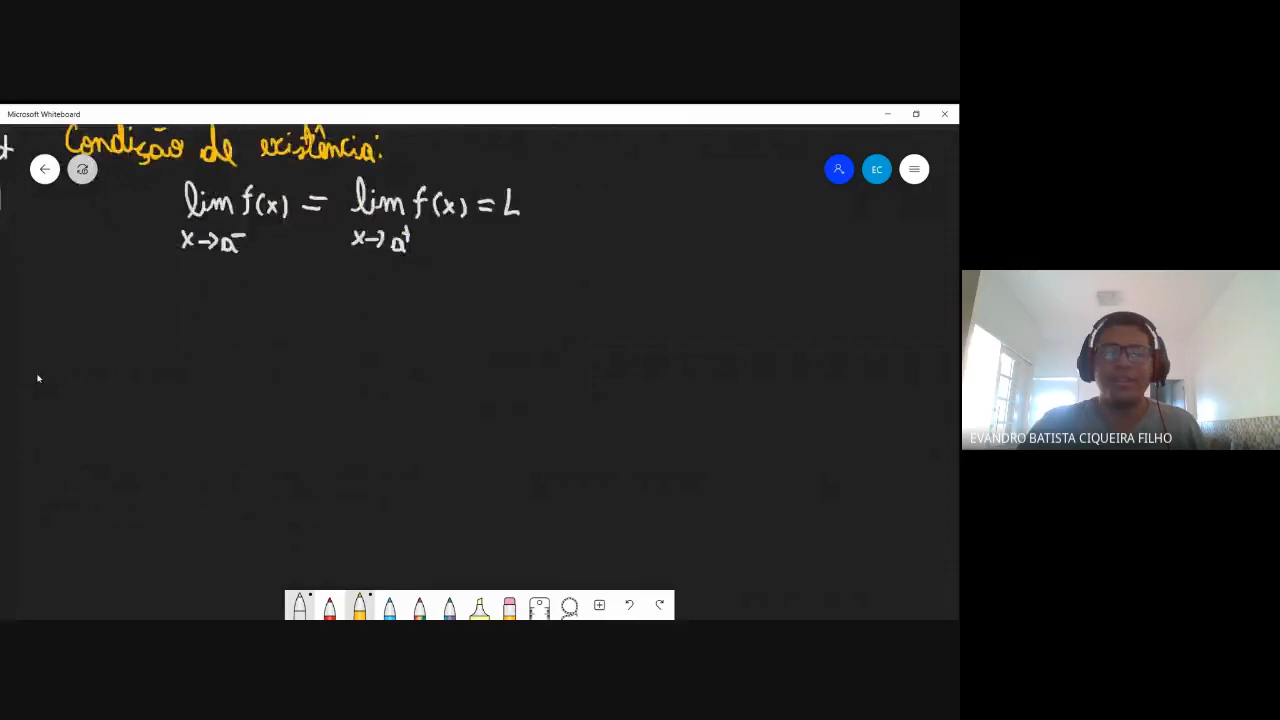 Microsoft Whiteboard
Condição de existência:
EC
lim f(x) = lim f(x) = L
x→a⁻ x→a⁺
EVANDRO BATISTA CIQUEIRA FILHO